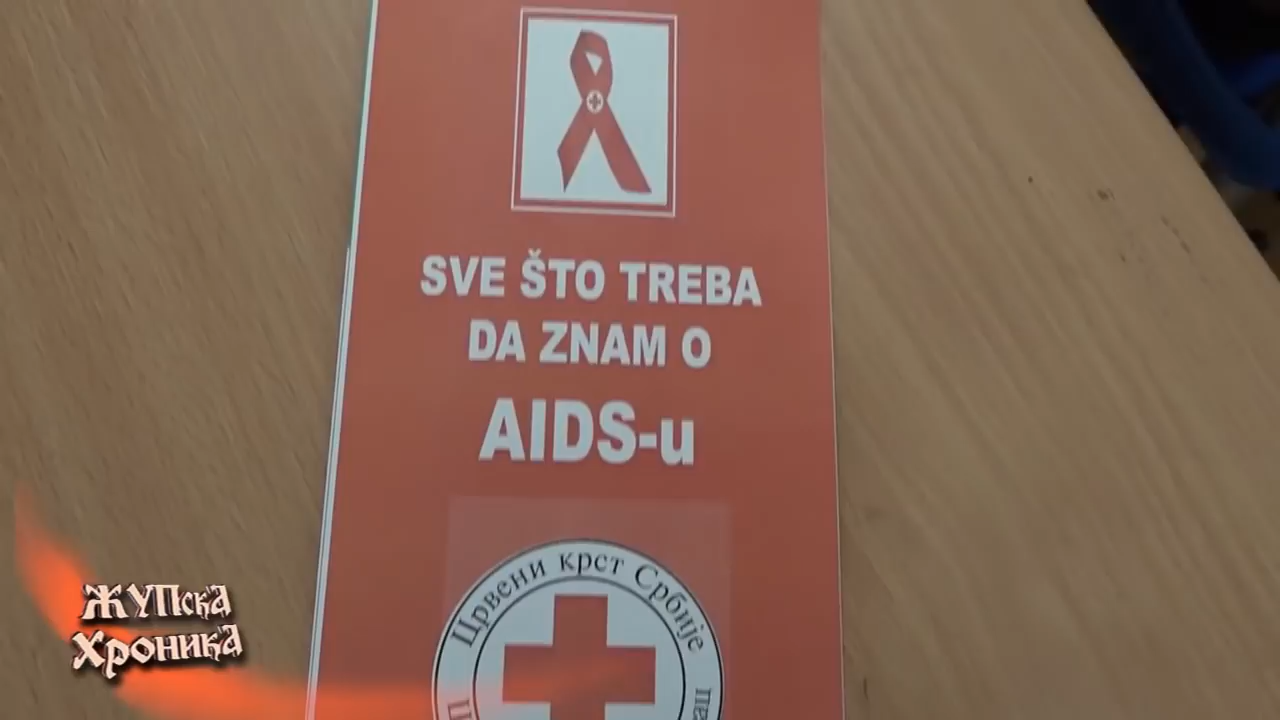 SVE ŠTO TREBA
DA ZNAM O
AIDS-u
Црвени крст Србије
ЖУПска
Хроника